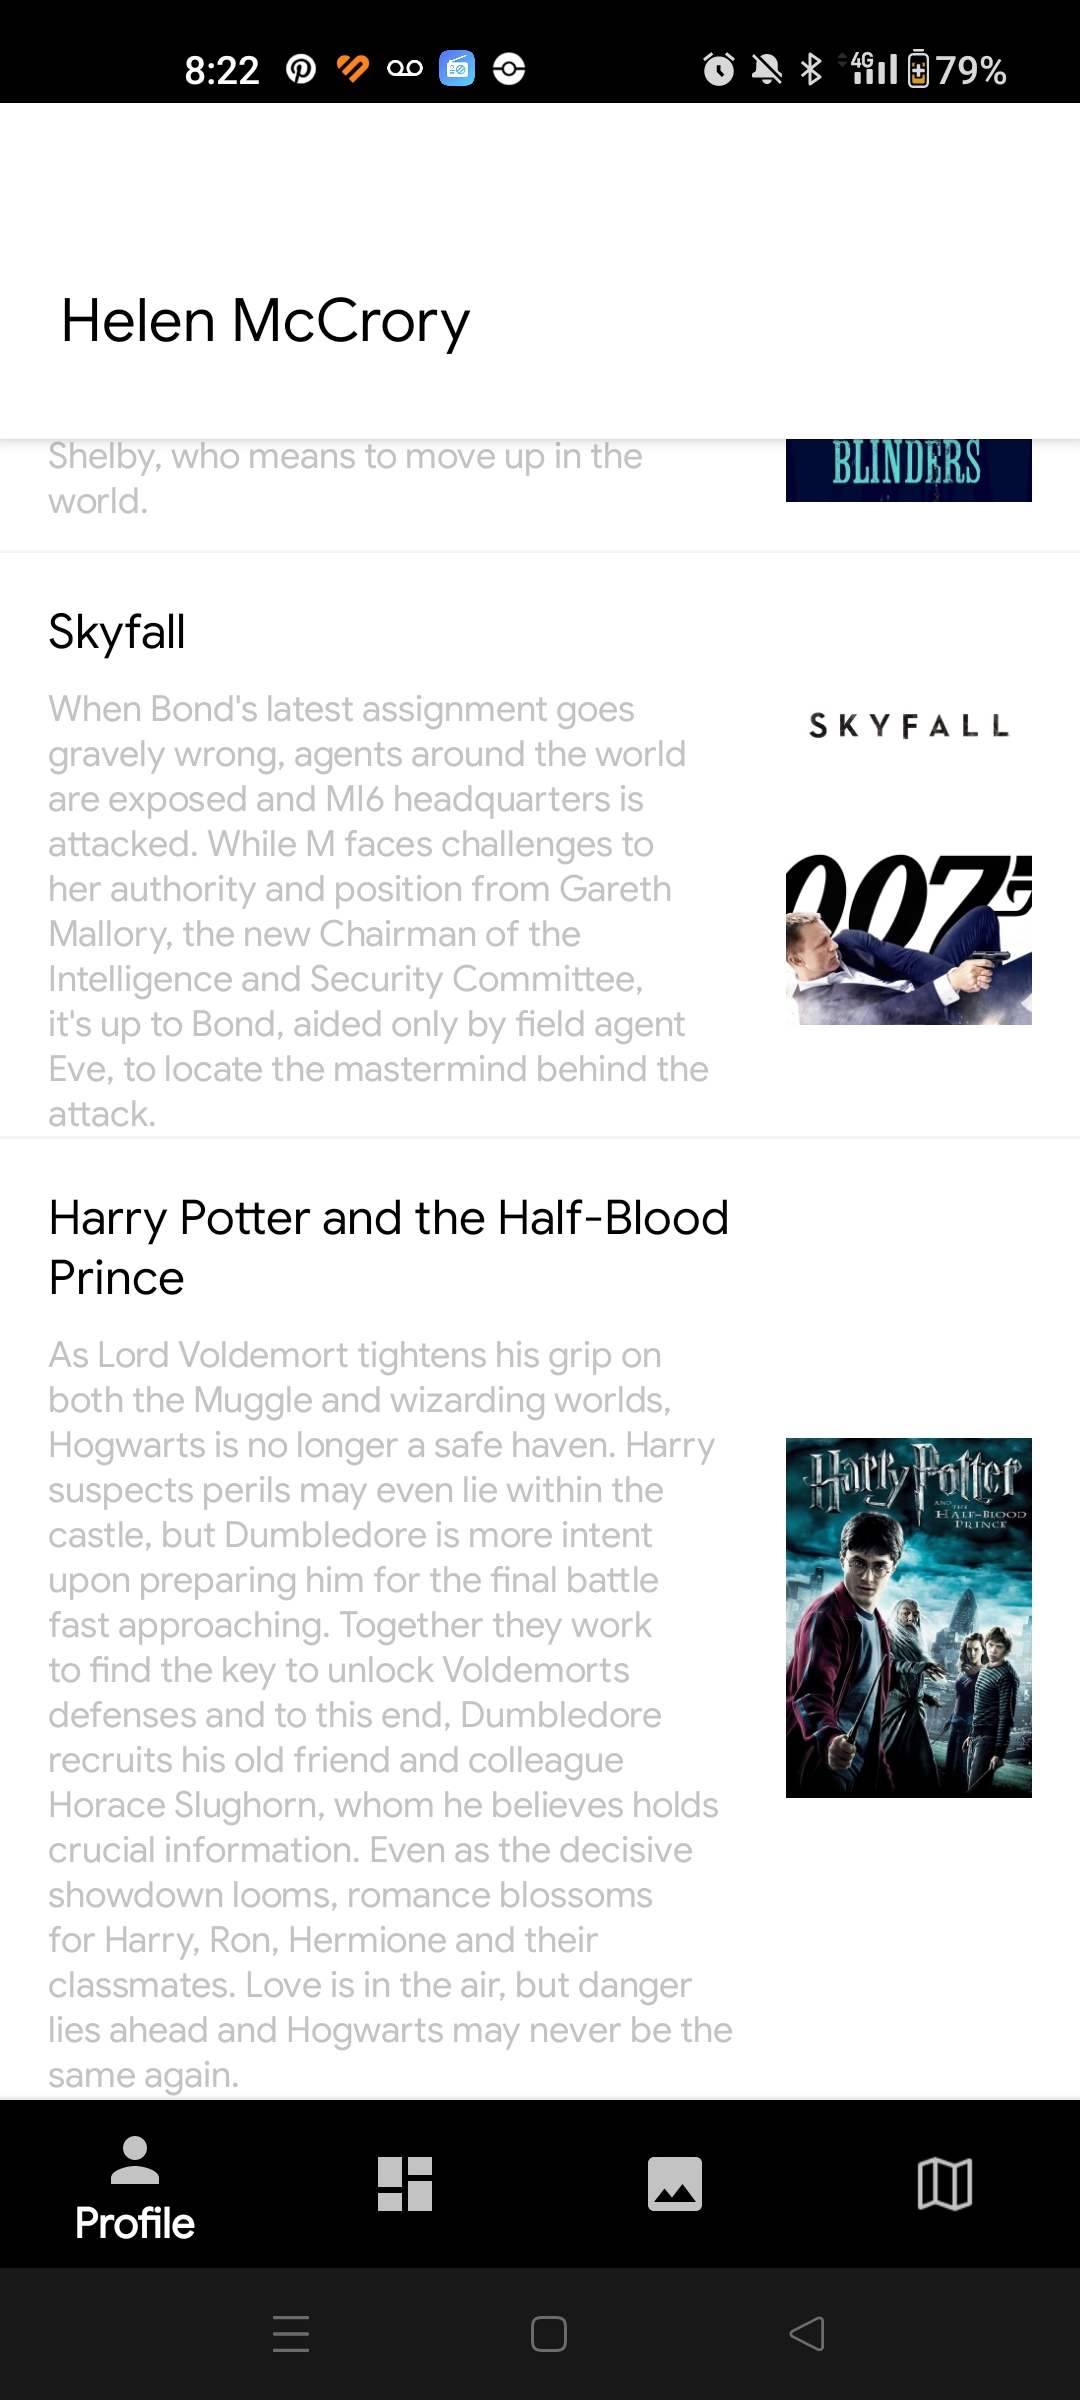 8:22
4G
79%
Helen McCrory
Shelby, who means to move up in the
world.
BLINDERS
Skyfall
When Bond's latest assignment goes
gravely wrong, agents around the world
are exposed and MI6 headquarters is
attacked. While M faces challenges to
her authority and position from Gareth
Mallory, the new Chairman of the
Intelligence and Security Committee,
it's up to Bond, aided only by field agent
Eve, to locate the mastermind behind the
attack.
SKYFALL
007
Harry Potter and the Half-Blood
Prince
As Lord Voldemort tightens his grip on
both the Muggle and wizarding worlds,
Hogwarts is no longer a safe haven. Harry
suspects perils may even lie within the
castle, but Dumbledore is more intent
upon preparing him for the final battle
fast approaching. Together they work
to find the key to unlock Voldemorts
defenses and to this end, Dumbledore
recruits his old friend and colleague
Horace Slughorn, whom he believes holds
crucial information. Even as the decisive
showdown looms, romance blossoms
for Harry, Ron, Hermione and their
classmates. Love is in the air, but danger
lies ahead and Hogwarts may never be the
same again.
Harry Potter
AND THE
HALF-BLOOD
PRINCE
Profile